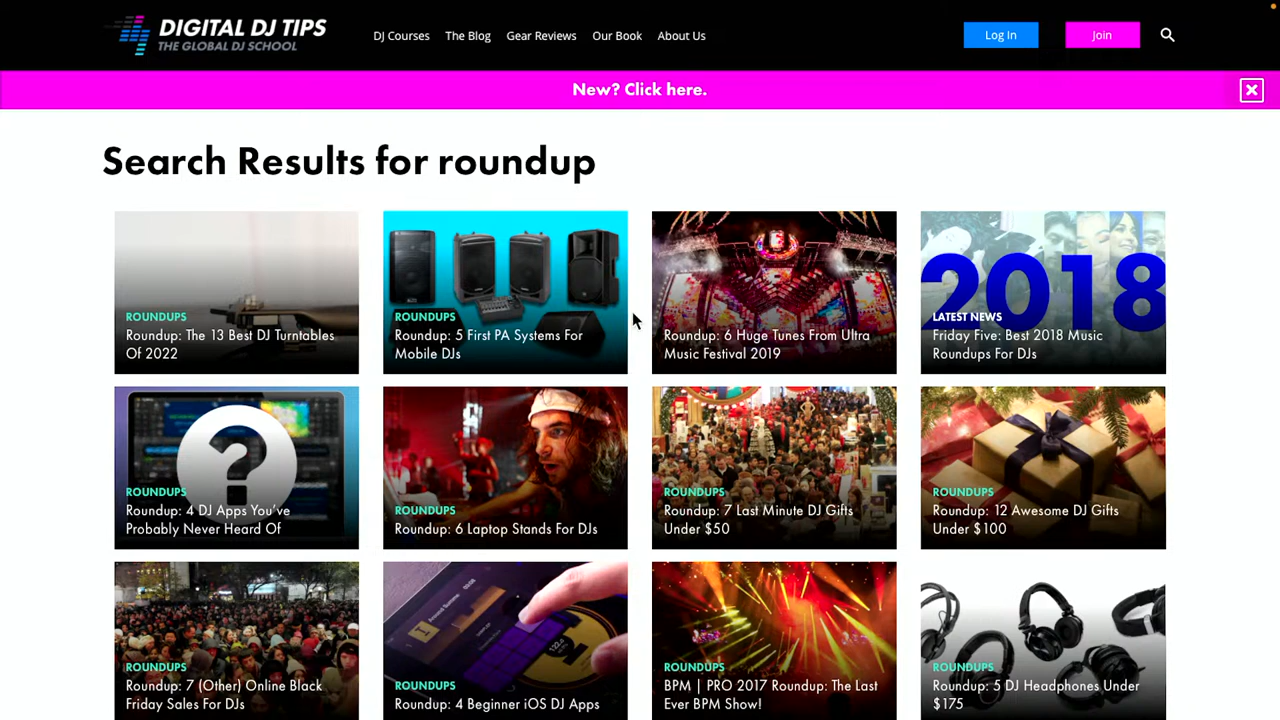 DIGITAL DJ TIPS
THE GLOBAL DJ SCHOOL
DJ Courses
The Blog
Gear Reviews
Our Book
About Us
Log In
Join
New? Click here.
Search Results for roundup
ROUNDUPS
Roundup: The 13 Best DJ Turntables
Of 2022
ROUNDUPS
Roundup: 5 First PA Systems For
Mobile DJs
Roundup: 6 Huge Tunes From Ultra
Music Festival 2019
2018
LATEST NEWS
Friday Five: Best 2018 Music
Roundups For DJs
?
ROUNDUPS
Roundup: 4 DJ Apps You've
Probably Never Heard Of
ROUNDUPS
Roundup: 6 Laptop Stands For DJs
ROUNDUPS
Roundup: 7 Last Minute DJ Gifts
Under $50
ROUNDUPS
Roundup: 12 Awesome DJ Gifts
Under $100
ROUNDUPS
Roundup: 7 (Other) Online Black
Friday Sales For DJs
1
ROUNDUPS
Roundup: 4 Beginner iOS DJ Apps
ROUNDUPS
BPM | PRO 2017 Roundup: The Last
Ever BPM Show!
ROUNDUPS
Roundup: 5 DJ Headphones Under
$175